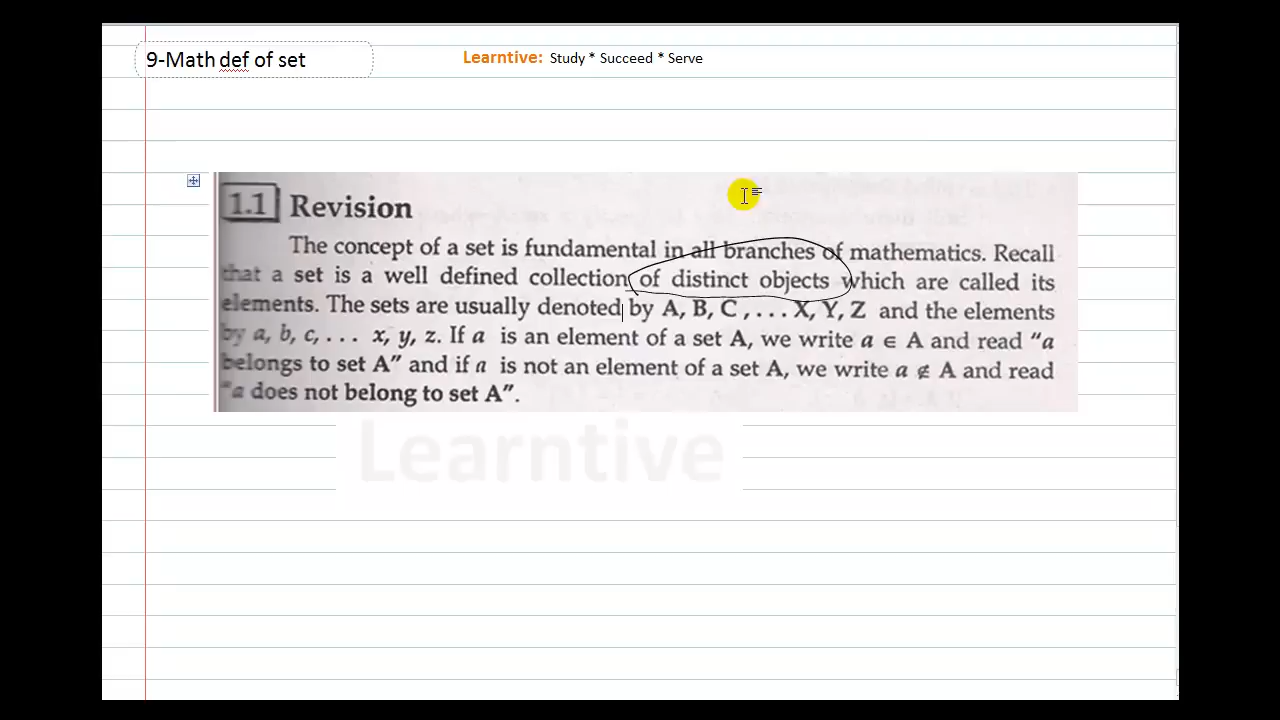 9-Math def of set
Learntive: Study * Succeed * Serve
1.1 Revision
The concept of a set is fundamental in all branches of mathematics. Recall
that a set is a well defined collection of distinct objects which are called its
elements. The sets are usually denoted by A, B, C , . . . X, Y, Z and the elements
by a, b, c, . . . x, y, z. If a is an element of a set A, we write a ∈ A and read “a
belongs to set A” and if a is not an element of a set A, we write a ∉ A and read
“a does not belong to set A”.
Learntive